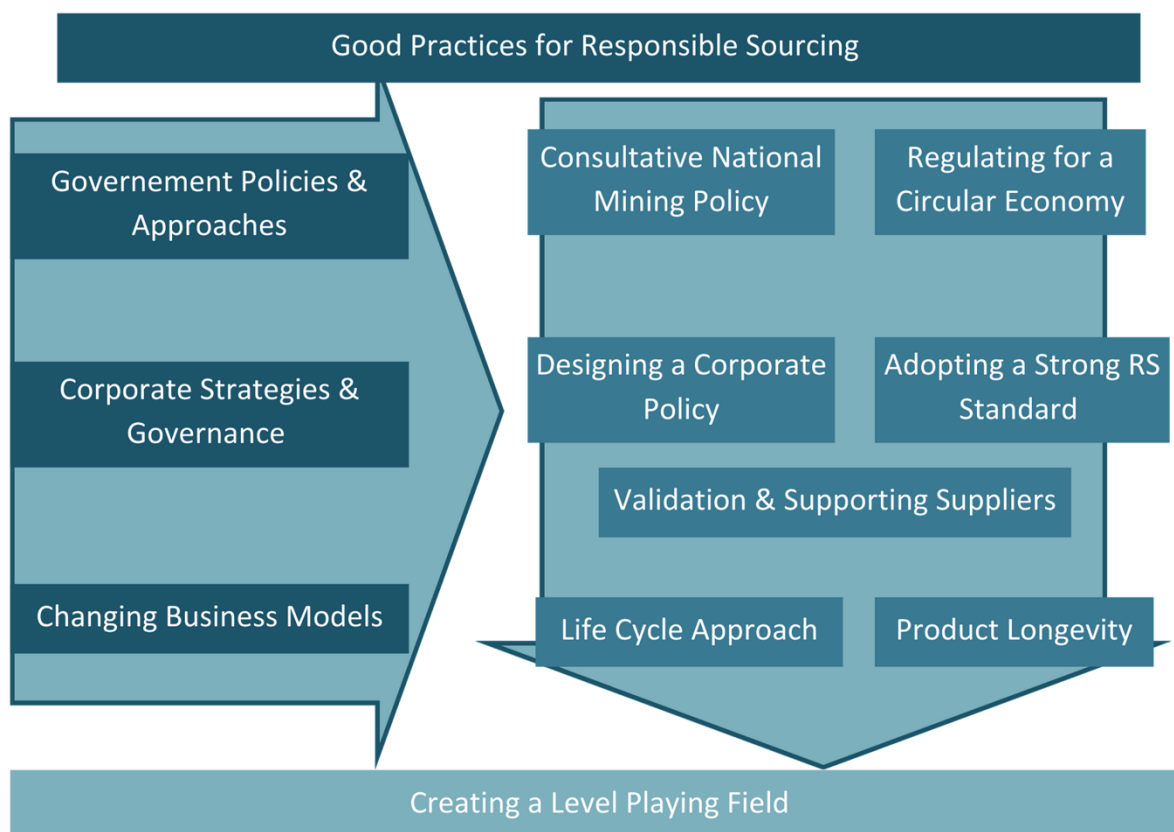 Good Practices for Responsible Sourcing
Governement Policies &
Approaches
Corporate Strategies &
Governance
Changing Business Models
Consultative National
Mining Policy
Regulating for a
Circular Economy
Designing a Corporate
Policy
Adopting a Strong RS
Standard
Validation & Supporting Suppliers
Life Cycle Approach
Product Longevity
Creating a Level Playing Field